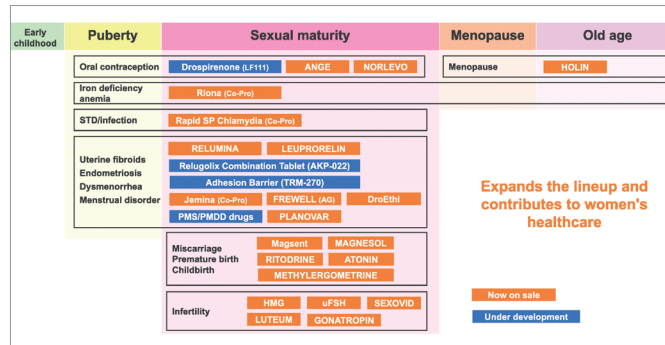 Early childhood
Puberty
Sexual maturity
Menopause
Old age
Oral contraception
Drospirenone (LF111)
ANGE
NORLEVO
Menopause
HOLIN
Iron deficiency
anemia
Riona (Co-Pro)
STD/infection
Rapid SP Chlamydia (Co-Pro)
Uterine fibroids
Endometriosis
Dysmenorrhea
Menstrual disorder
RELUMINA
LEUPRORELIN
Relugolix Combination Tablet (AKP-022)
Adhesion Barrier (TRM-270)
Jemina (Co-Pro)
FREWELL (AG)
DroEthi
PMS/PMDD drugs
PLANOVAR
Expands the lineup and
contributes to women's
healthcare
Miscarriage
Premature birth
Childbirth
Magsent
MAGNESOL
RITODRINE
ATONIN
METHYLERGOMETRINE
Infertility
HMG
uFSH
SEXOVID
LUTEUM
GONATROPIN
Now on sale
Under development